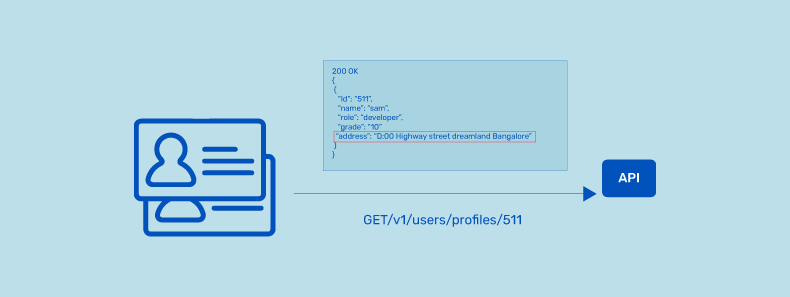 200 OK
{
{
"Id": "511",
"name": "sam",
"role": "developer",
"grade": "10"
"address": "D:00 Highway street dreamland Bangalore"
}
}
API
GET/v1/users/profiles/511